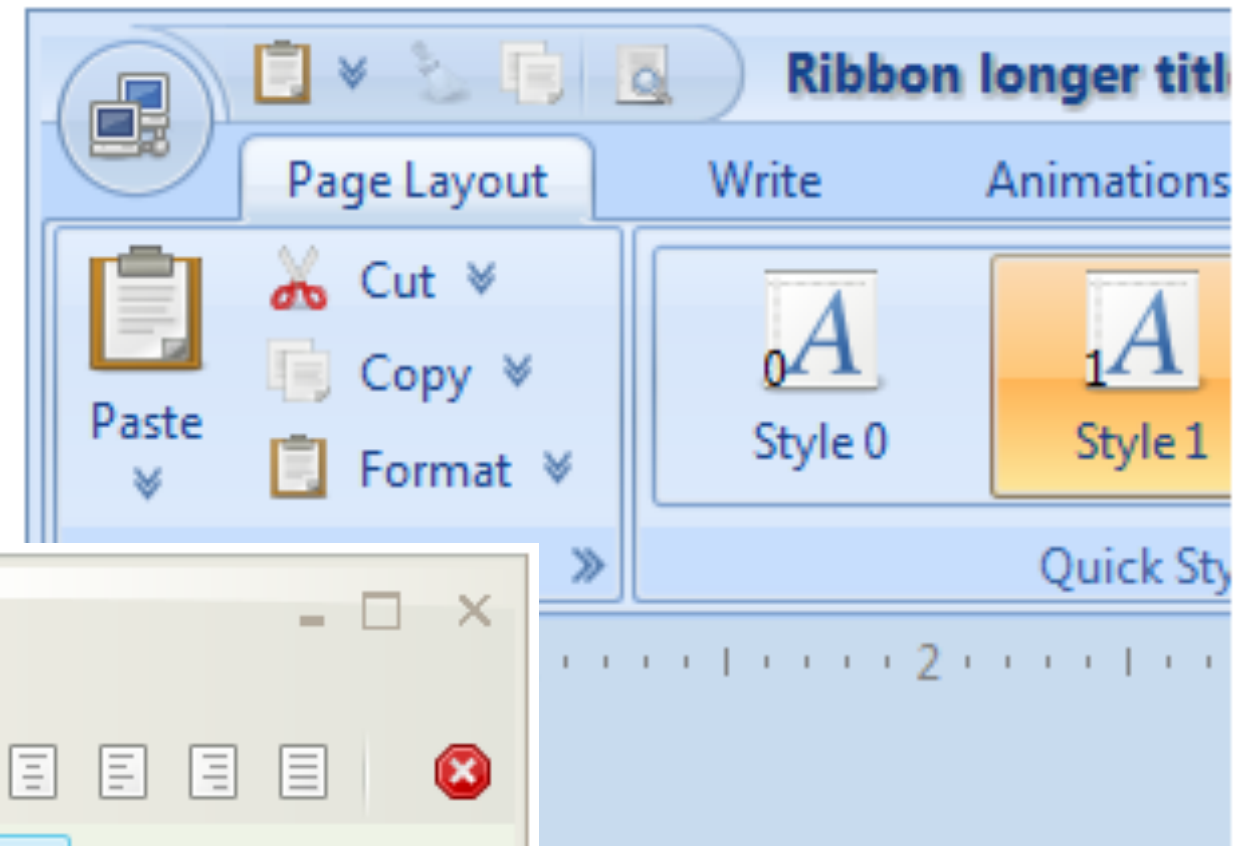 Ribbon longer titl
Page Layout Write Animations
Cut
Copy
Format
Paste
0 Style 0
1 Style 1
Quick Sty
2